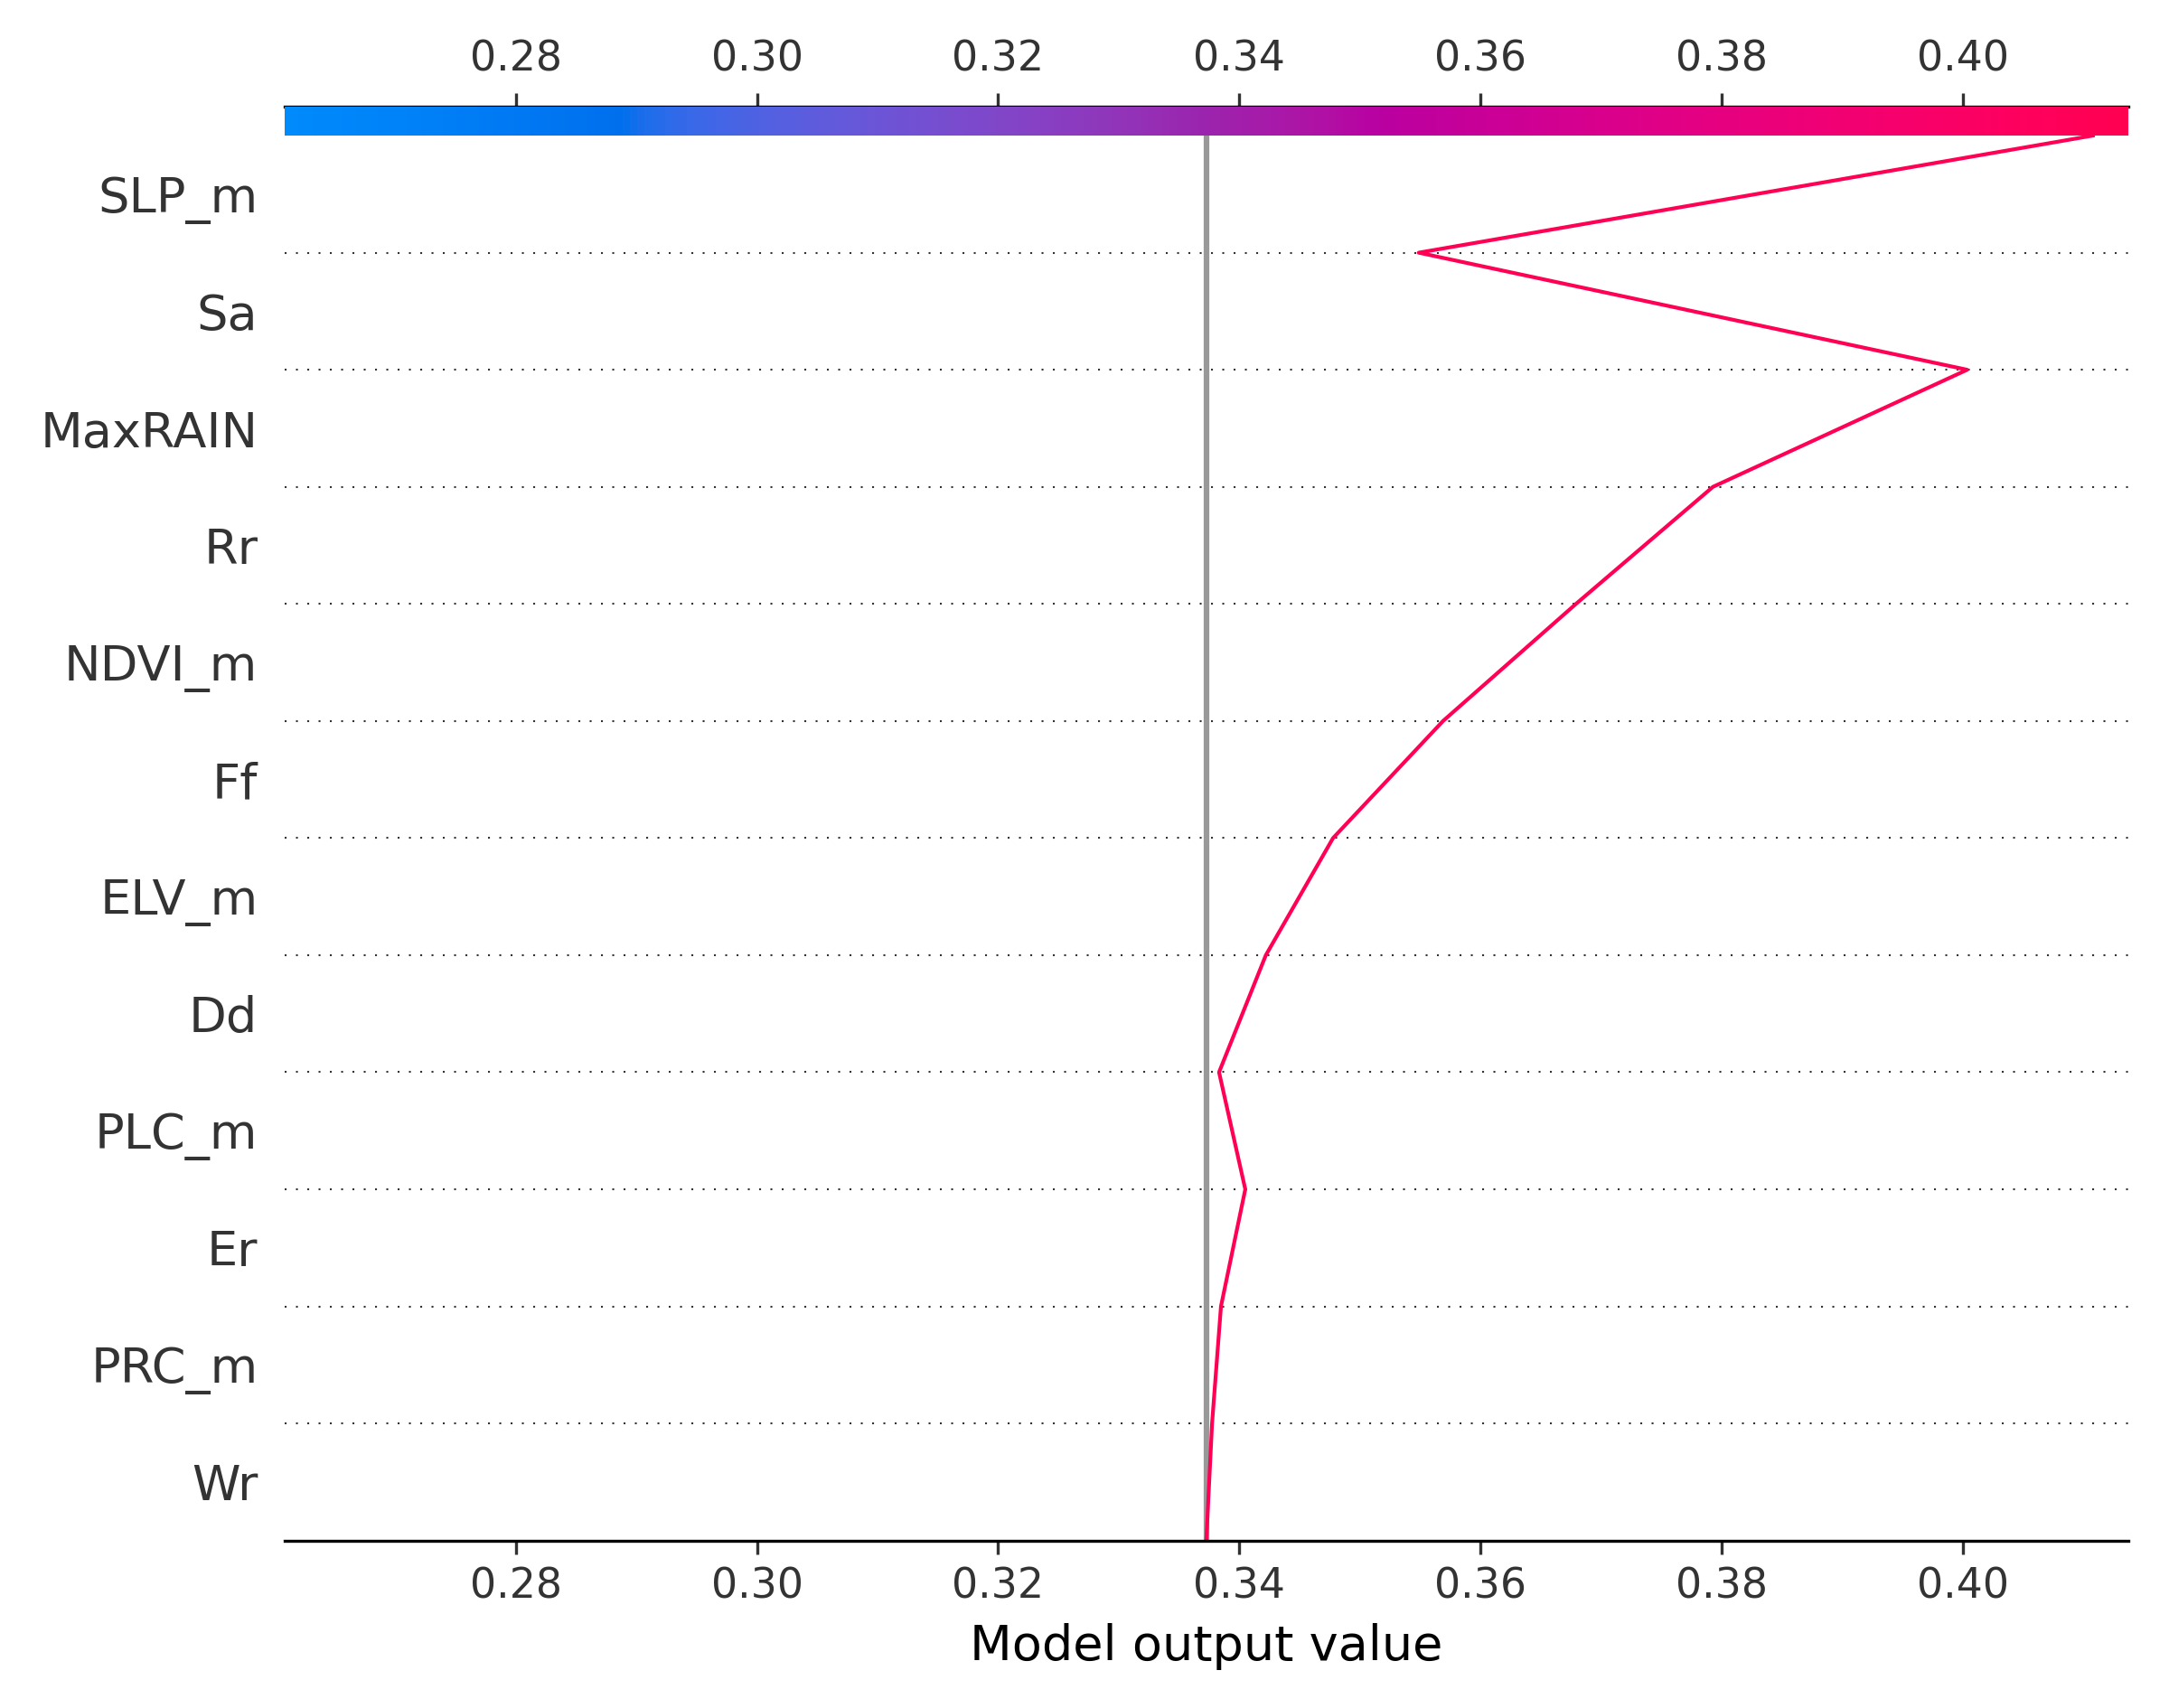 0.28 0.30 0.32 0.34 0.36 0.38 0.40
SLP_m
Sa
MaxRAIN
Rr
NDVI_m
Ff
ELV_m
Dd
PLC_m
Er
PRC_m
Wr
0.28 0.30 0.32 0.34 0.36 0.38 0.40
Model output value